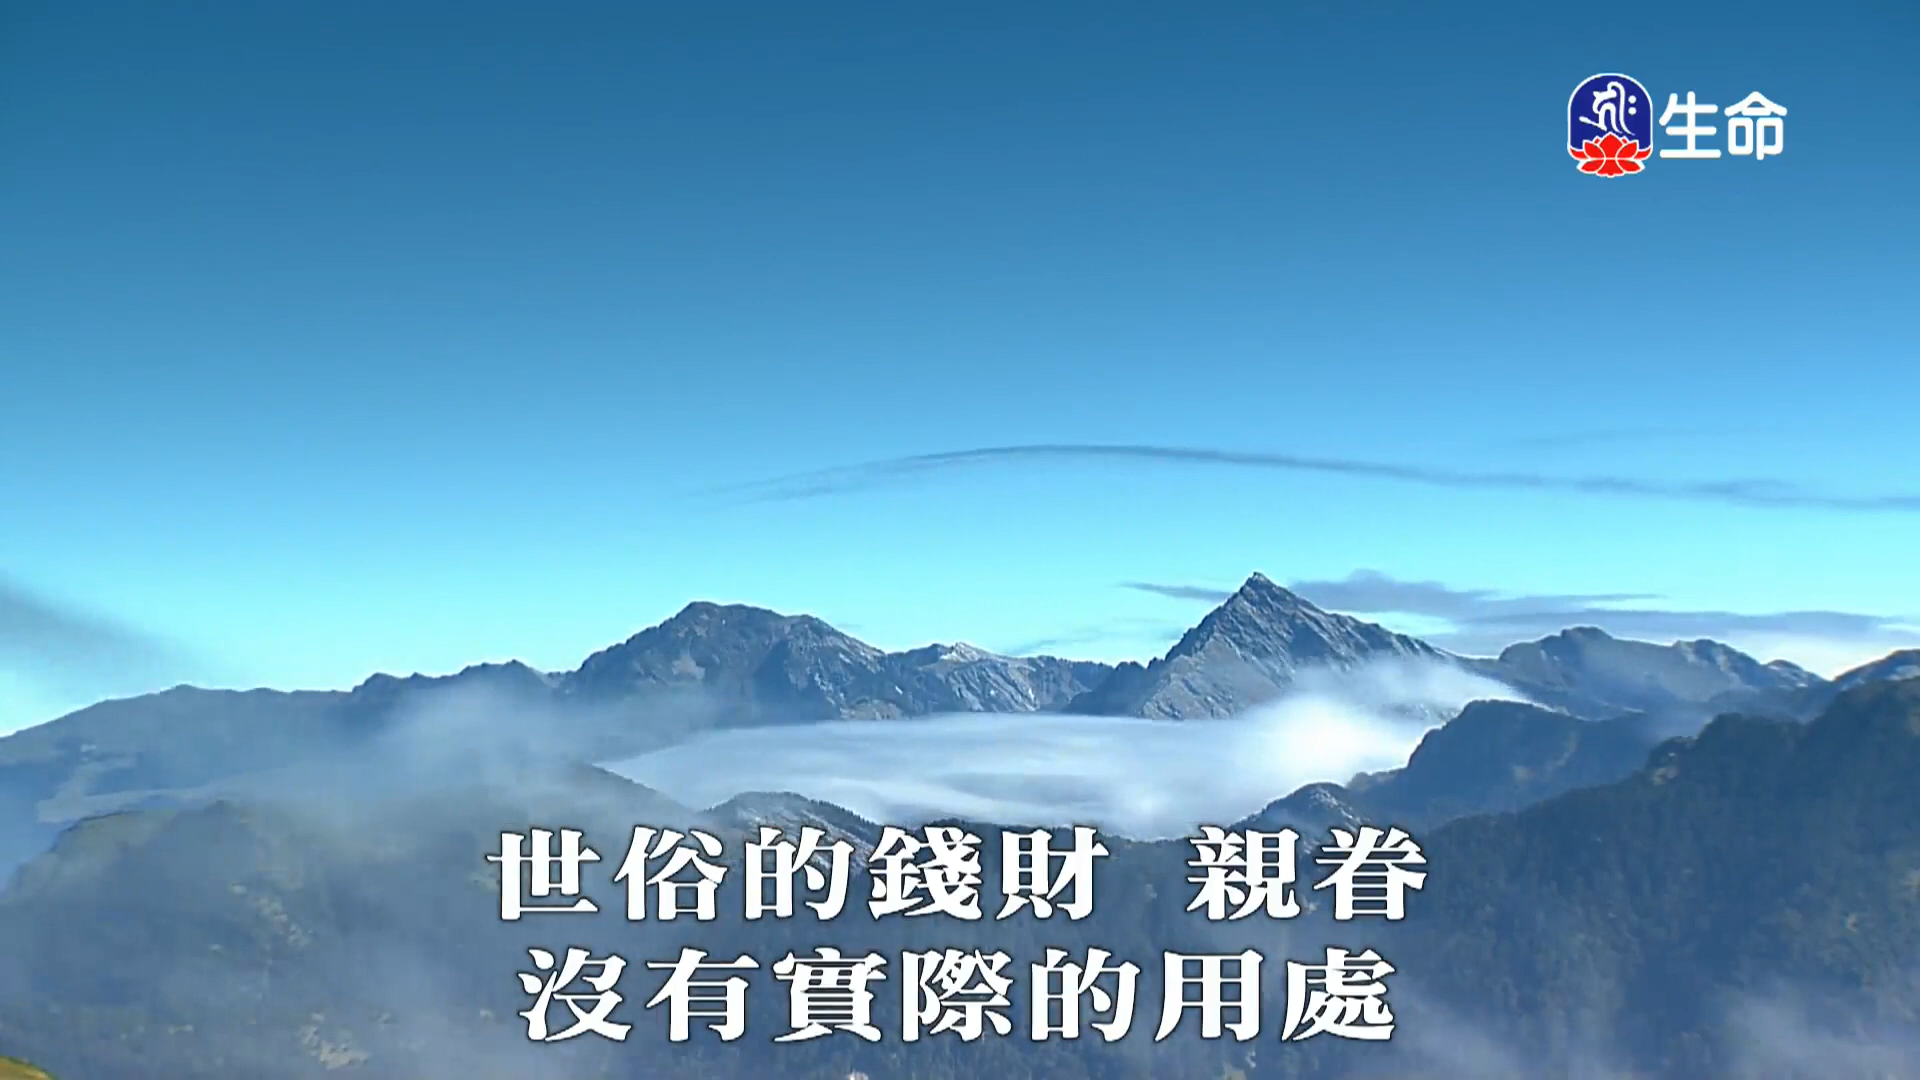 生命
世俗的錢財 親眷
沒有實際的用處